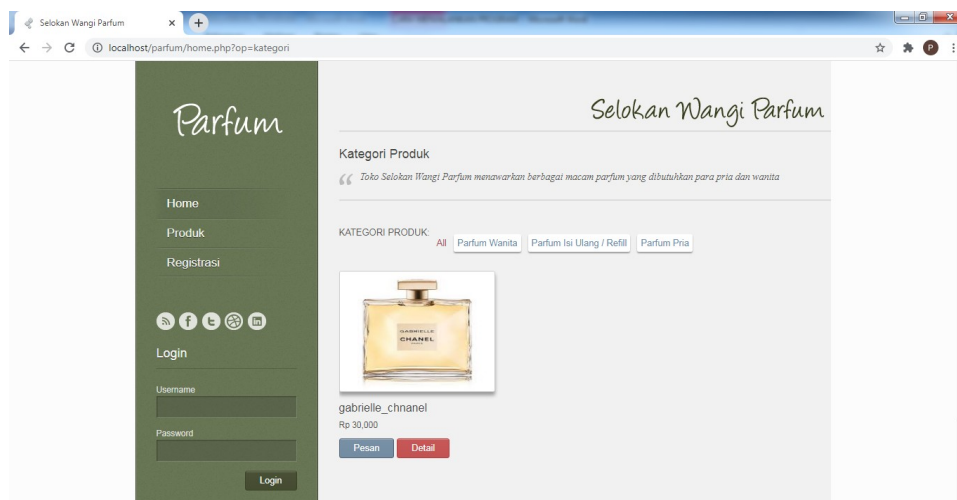 Selokan Wangi Parfum
localhost/parfum/home.php?op=kategori
P
Parfum
Home
Produk
Registrasi
Login
Username
Password
Login
Selokan Wangi Parfum
Kategori Produk
Toko Selokan Wangi Parfum menawarkan berbagai macam parfum yang dibutuhkan para pria dan wanita
KATEGORI PRODUK: All Parfum Wanita Parfum Isi Ulang / Refill Parfum Pria
GABRIELLE
CHANEL
gabrielle_chnanel
Rp 30,000
Pesan Detail